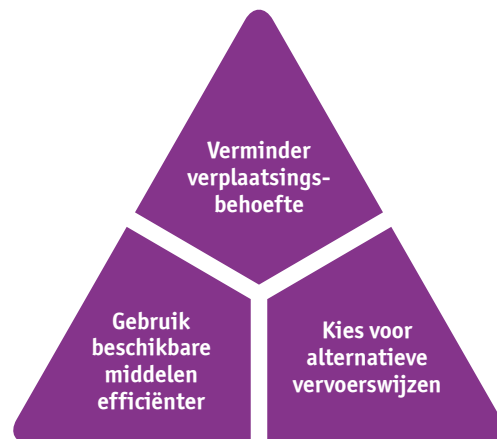 Verminder
verplaatsings-
behoefte
Gebruik
beschikbare
middelen
efficiënter
Kies voor
alternatieve
vervoerswijzen